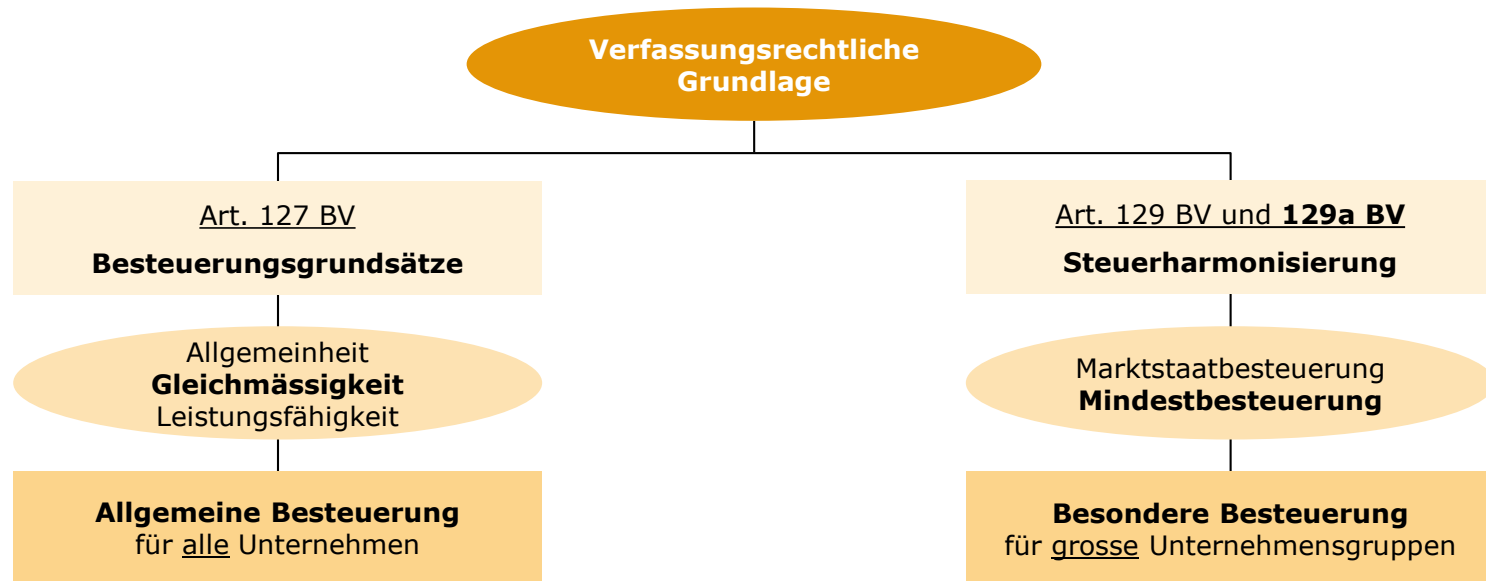 Verfassungsrechtliche
Grundlage
Art. 127 BV
Besteuerungsgrundsätze
Art. 129 BV und 129a BV
Steuerharmonisierung
Allgemeinheit
Gleichmässigkeit
Leistungsfähigkeit
Marktstaatbesteuerung
Mindestbesteuerung
Allgemeine Besteuerung
für alle Unternehmen
Besondere Besteuerung
für grosse Unternehmensgruppen